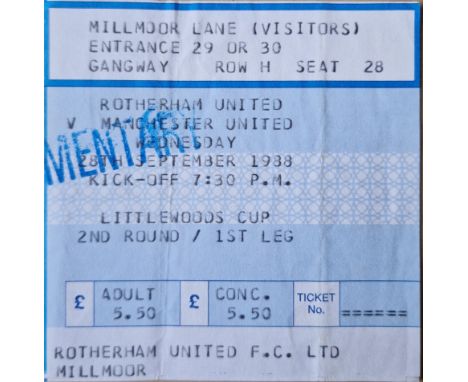 MILLMOOR LANE (VISITORS)
ENTRANCE 29 OR 30
GANGWAY ROW H SEAT 28
ROTHERHAM UNITED
V MANCHESTER UNITED
WEDNESDAY
28TH SEPTEMBER 1988
KICK-OFF 7:30 P.M.
LITTLEWOODS CUP
2ND ROUND / 1ST LEG
£ ADULT £ CONC. TICKET
5.50 5.50 No. ======
ROTHERHAM UNITED F.C. LTD
MILLMOOR